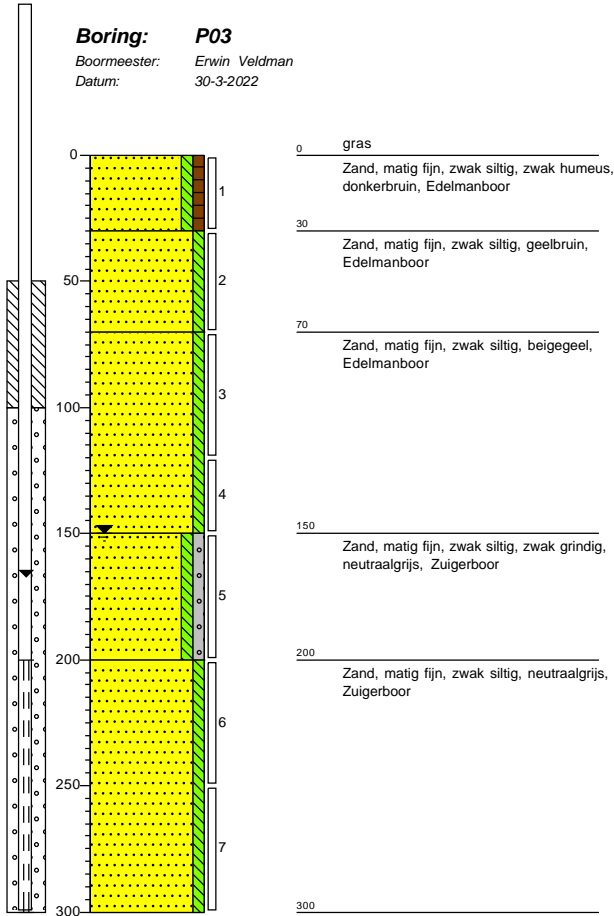 Boring: P03
Boormeester: Erwin Veldman
Datum: 30-3-2022
0
50
100
150
200
250
300
1
2
3
4
5
6
7
0 gras
Zand, matig fijn, zwak siltig, zwak humeus,
donkerbruin, Edelmanboor
30
Zand, matig fijn, zwak siltig, geelbruin,
Edelmanboor
70
Zand, matig fijn, zwak siltig, beigegeel,
Edelmanboor
150
Zand, matig fijn, zwak siltig, zwak grindig,
neutraalgrijs, Zuigerboor
200
Zand, matig fijn, zwak siltig, neutraalgrijs,
Zuigerboor
300